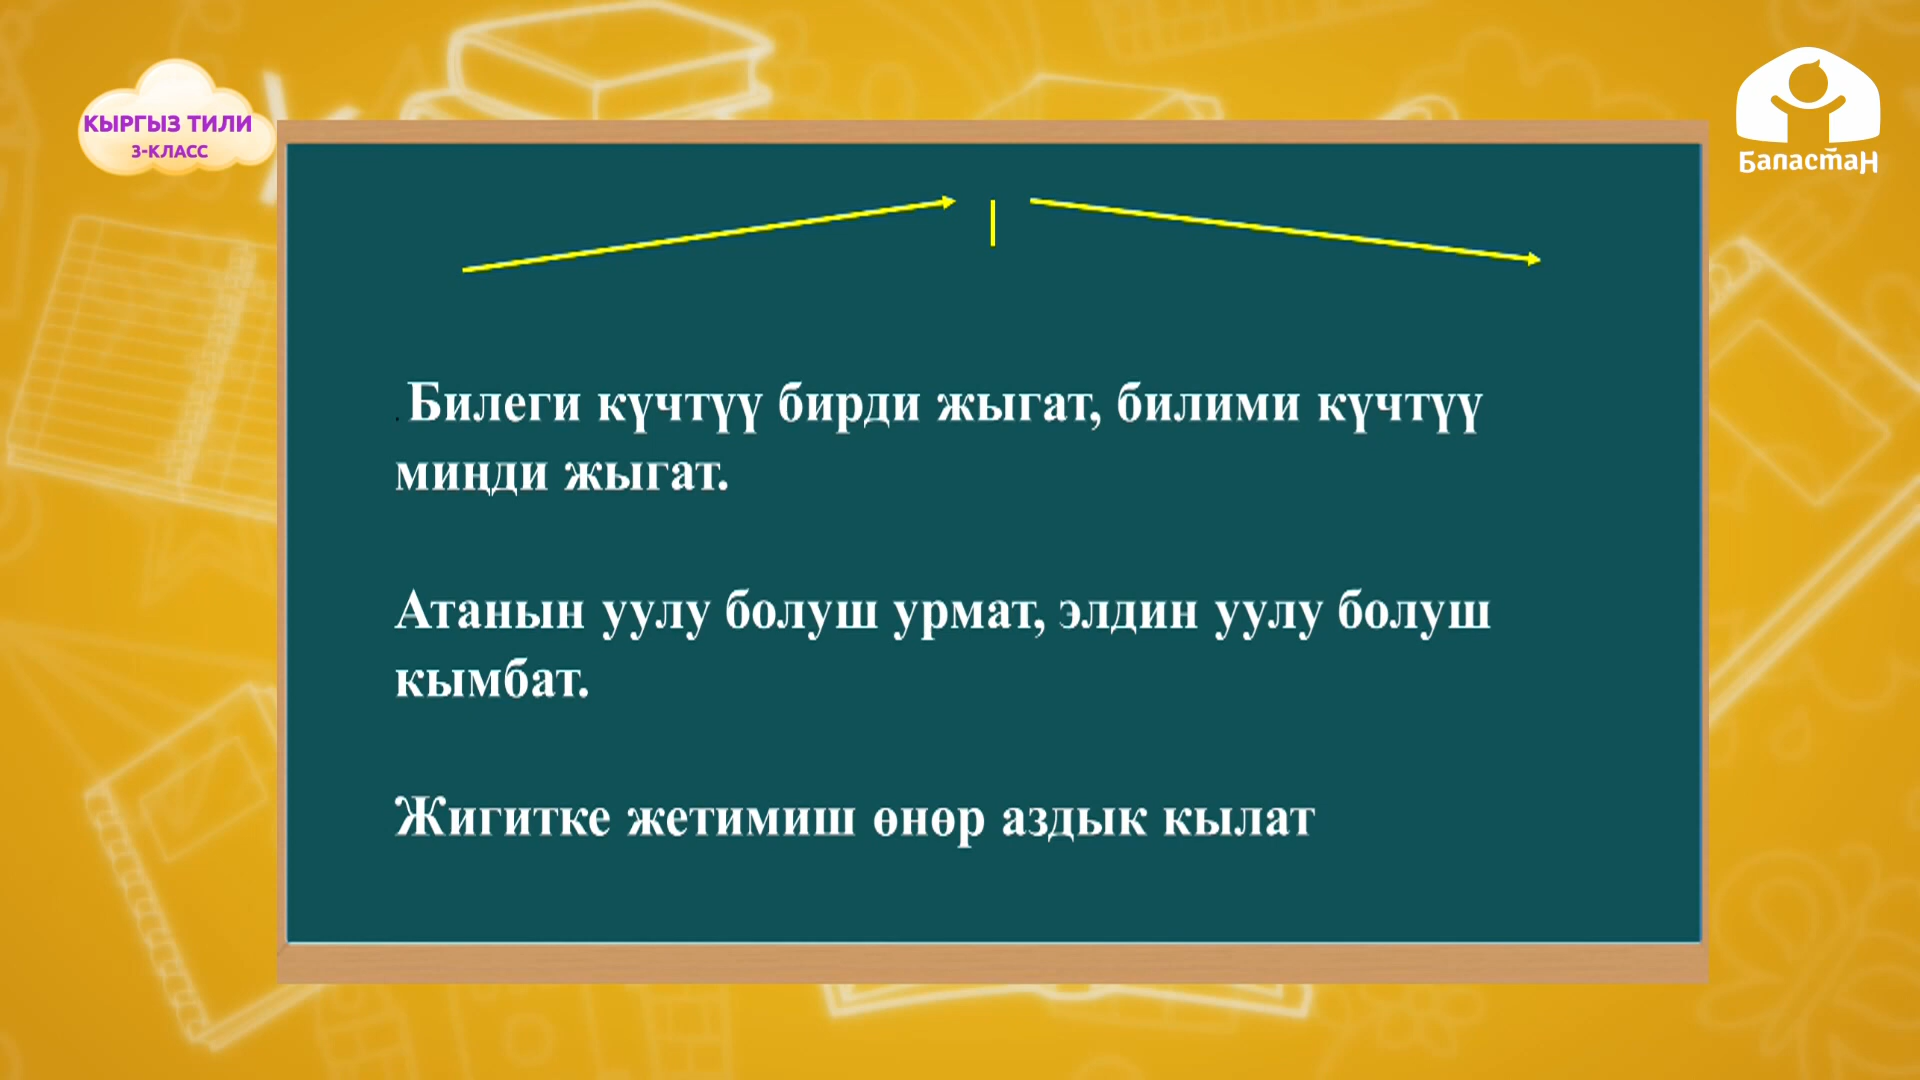 КЫРГЫЗ ТИЛИ
3-КЛАСС
Баластан
. Билеги күчтүү бирди жыгат, билими күчтүү
миңди жыгат.
Атанын уулу болуш урмат, элдин уулу болуш
кымбат.
Жигитке жетимиш өнөр аздык кылат